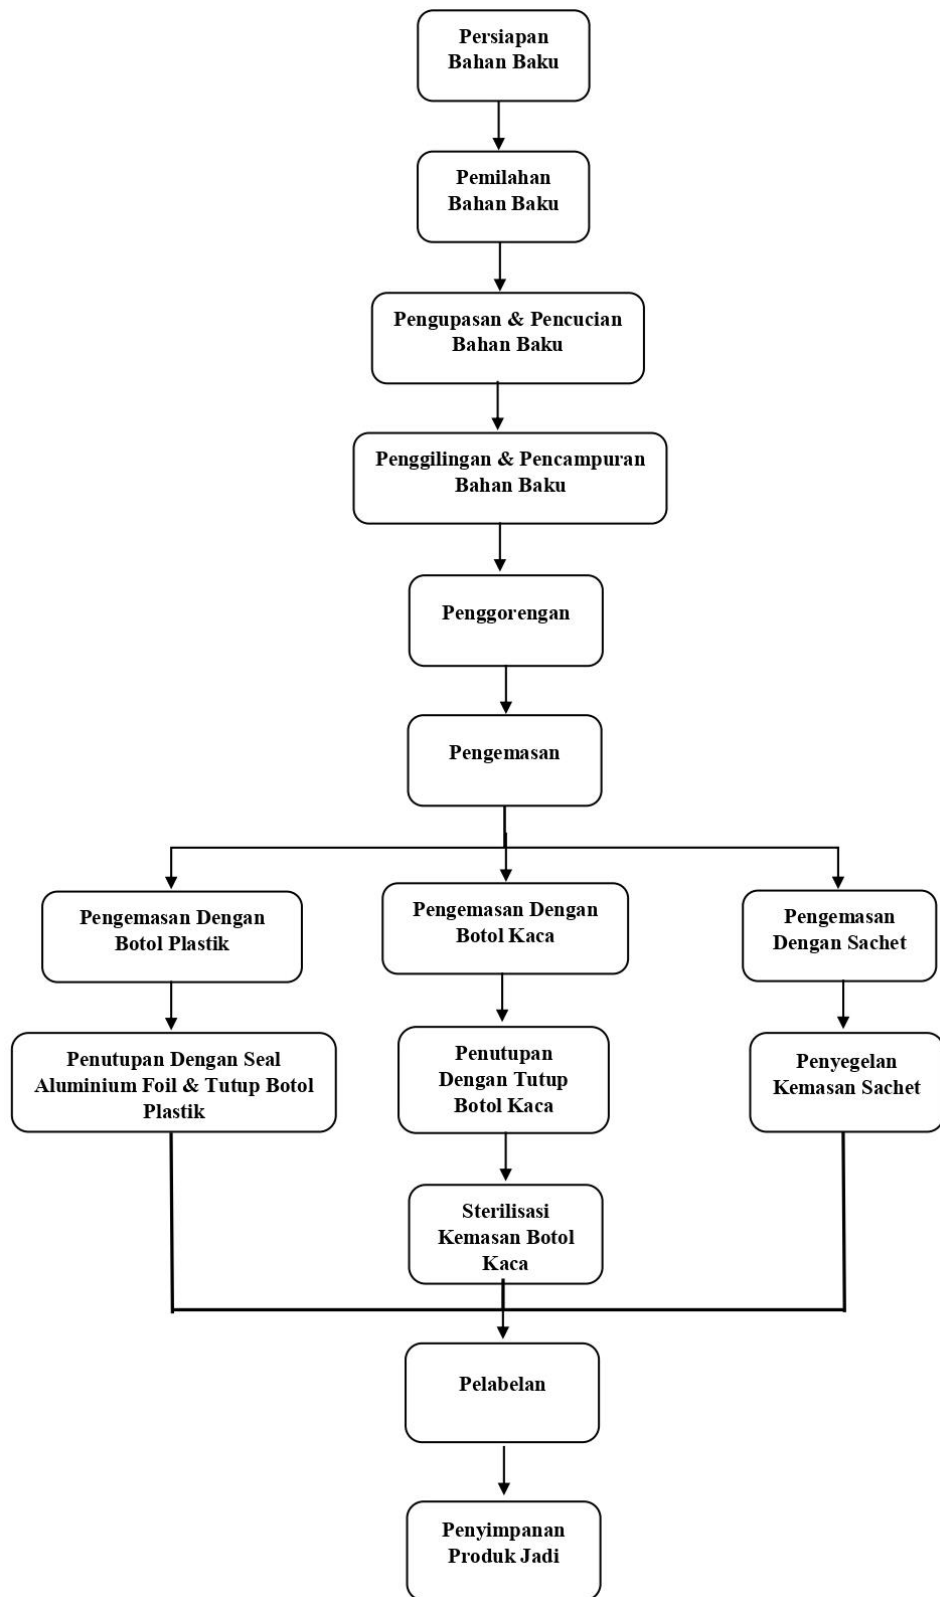 Persiapan
Bahan Baku
Pemilahan
Bahan Baku
Pengupasan & Pencucian
Bahan Baku
Penggilingan & Pencampuran
Bahan Baku
Penggorengan
Pengemasan
Pengemasan Dengan
Botol Plastik
Pengemasan Dengan
Botol Kaca
Pengemasan
Dengan Sachet
Penutupan Dengan Seal
Aluminium Foil & Tutup Botol
Plastik
Penutupan
Dengan Tutup
Botol Kaca
Penyegelan
Kemasan Sachet
Sterilisasi
Kemasan Botol
Kaca
Pelabelan
Penyimpanan
Produk Jadi